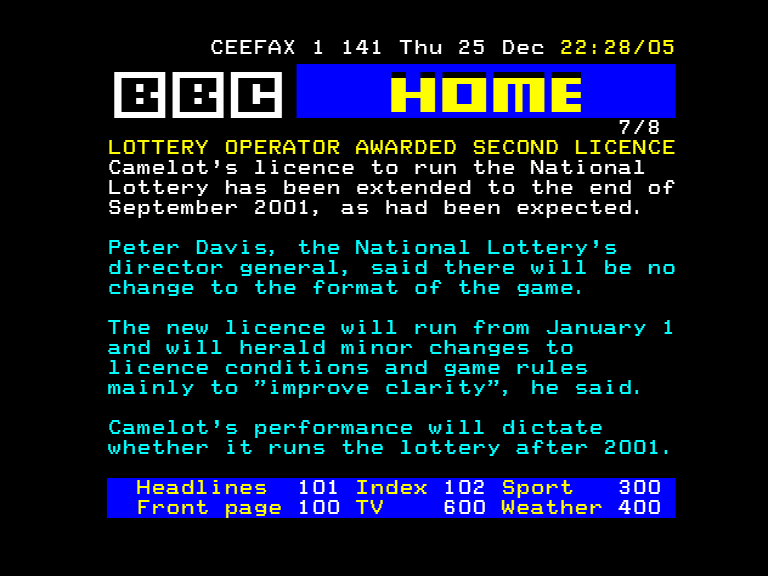 CEEFAX 1 141 Thu 25 Dec 22:28/05
BBC HOME
7/8
LOTTERY OPERATOR AWARDED SECOND LICENCE
Camelot's licence to run the National
Lottery has been extended to the end of
September 2001, as had been expected.
Peter Davis, the National Lottery's
director general, said there will be no
change to the format of the game.
The new licence will run from January 1
and will herald minor changes to
licence conditions and game rules
mainly to "improve clarity", he said.
Camelot's performance will dictate
whether it runs the lottery after 2001.
Headlines 101 Index 102 Sport 300
Front page 100 TV 600 Weather 400